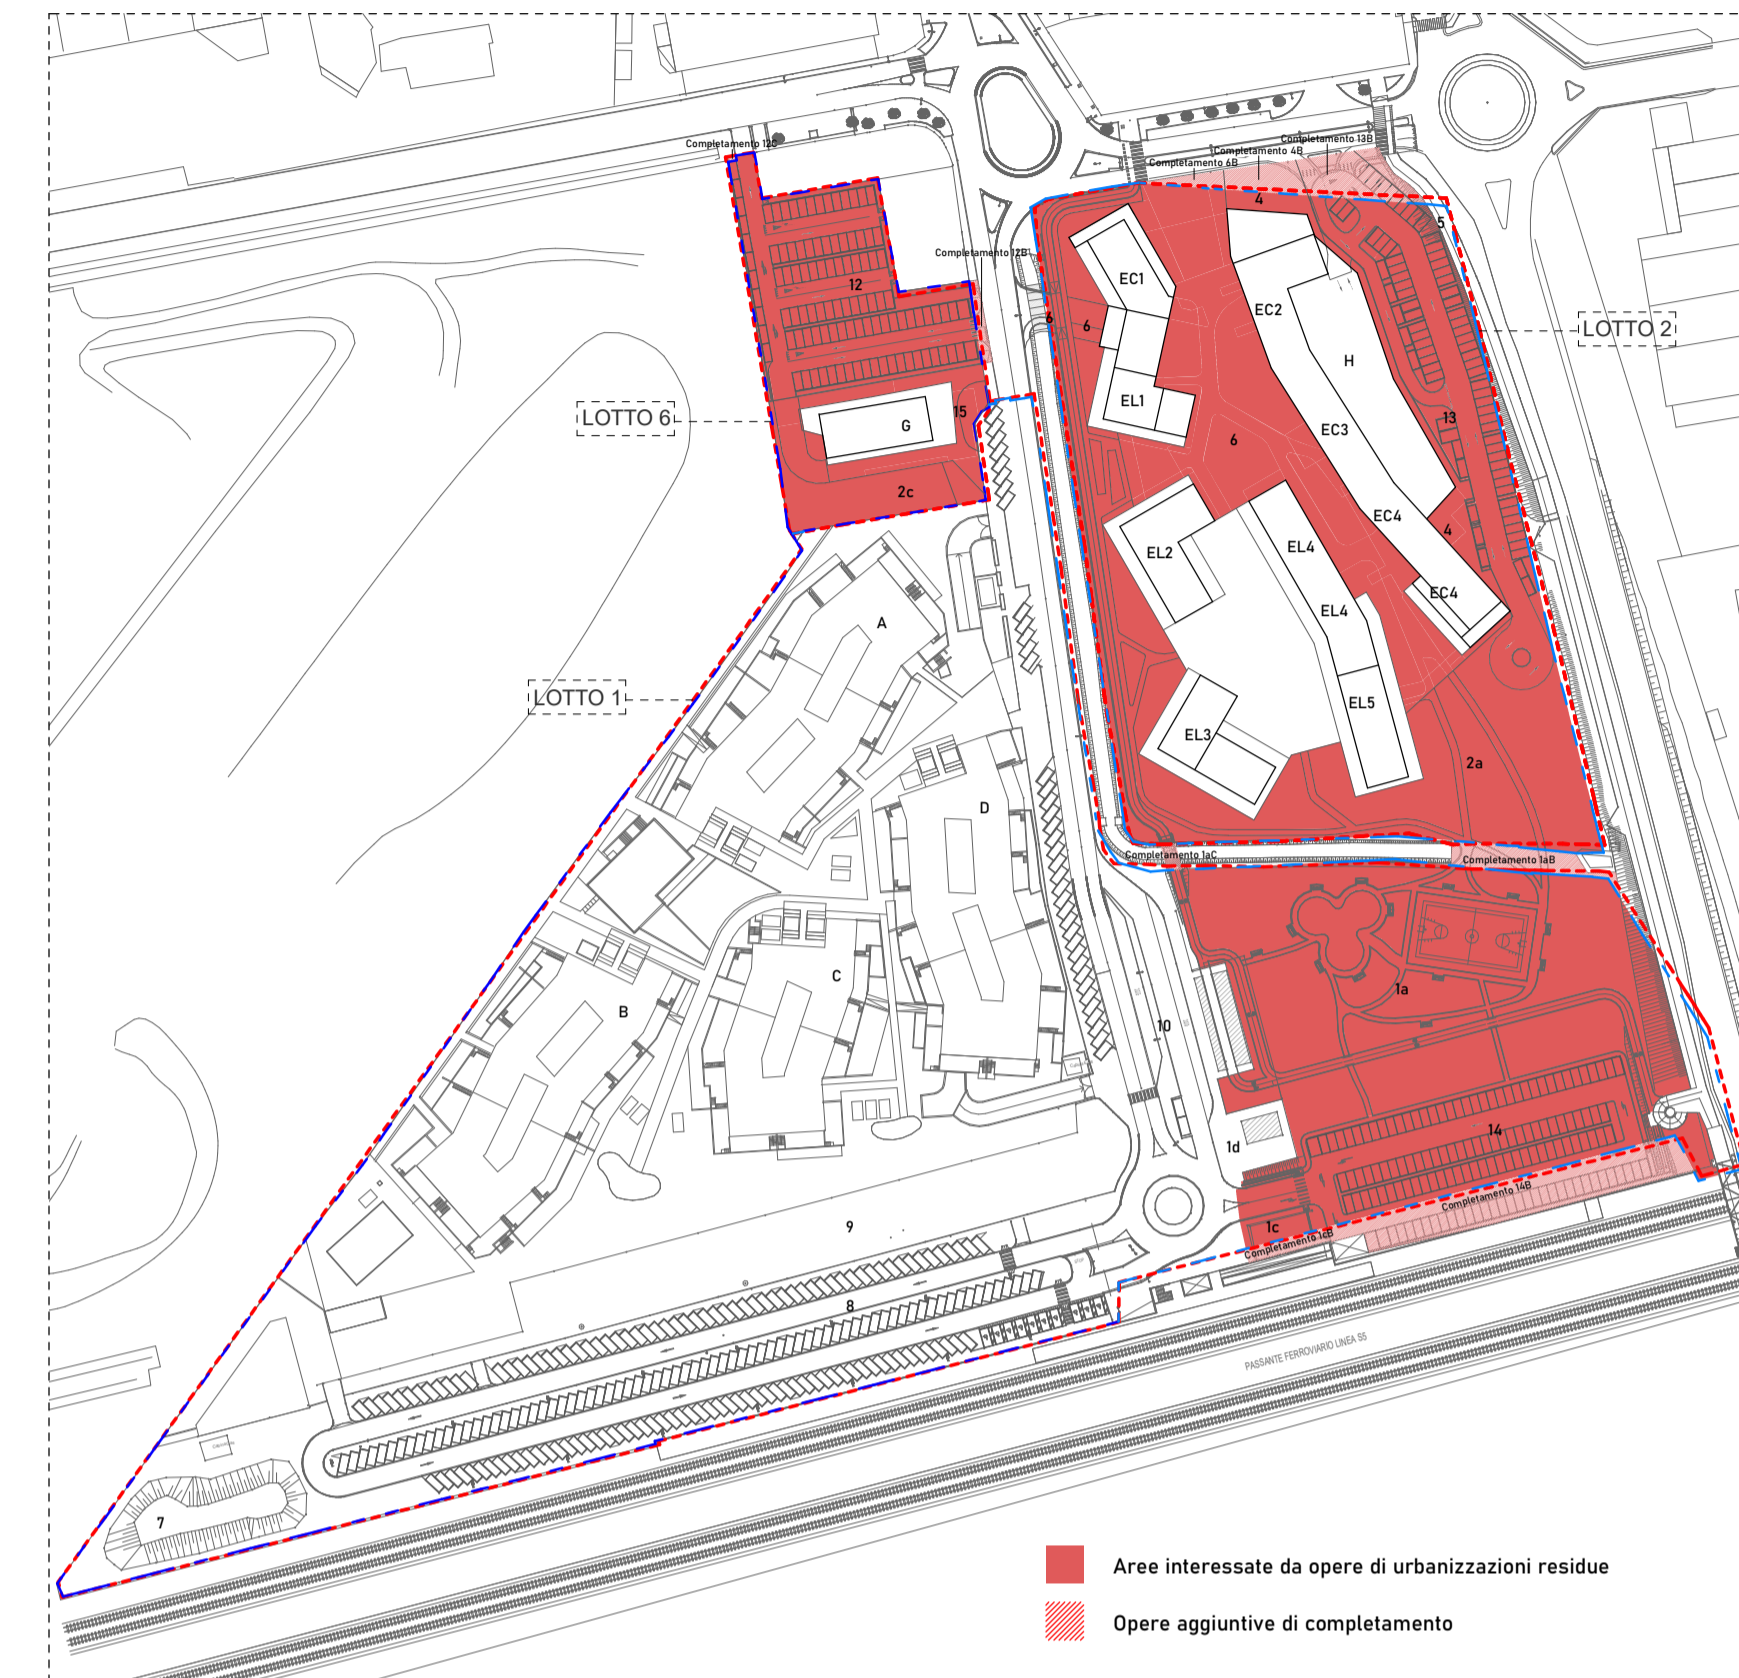 Completamento 12C
Completamento 13B
Completamento 4B
Completamento 6B
4
5
Completamento 12B
EC1
12
EC2
6
6
LOTTO 2
H
EL1
LOTTO 6
15
G
13
EC3
6
2c
EC4
4
EL4
EL2
EC4
EL4
A
LOTTO 1
EL5
EL3
2a
D
Completamento 1aC
Completamento 1aB
C
1a
B
10
14
1d
Completamento 14B
9
1c
Completamento 1cB
8
PASSANTE FERROVIARIO LINEA S5
7
Aree interessate da opere di urbanizzazioni residue
Opere aggiuntive di completamento